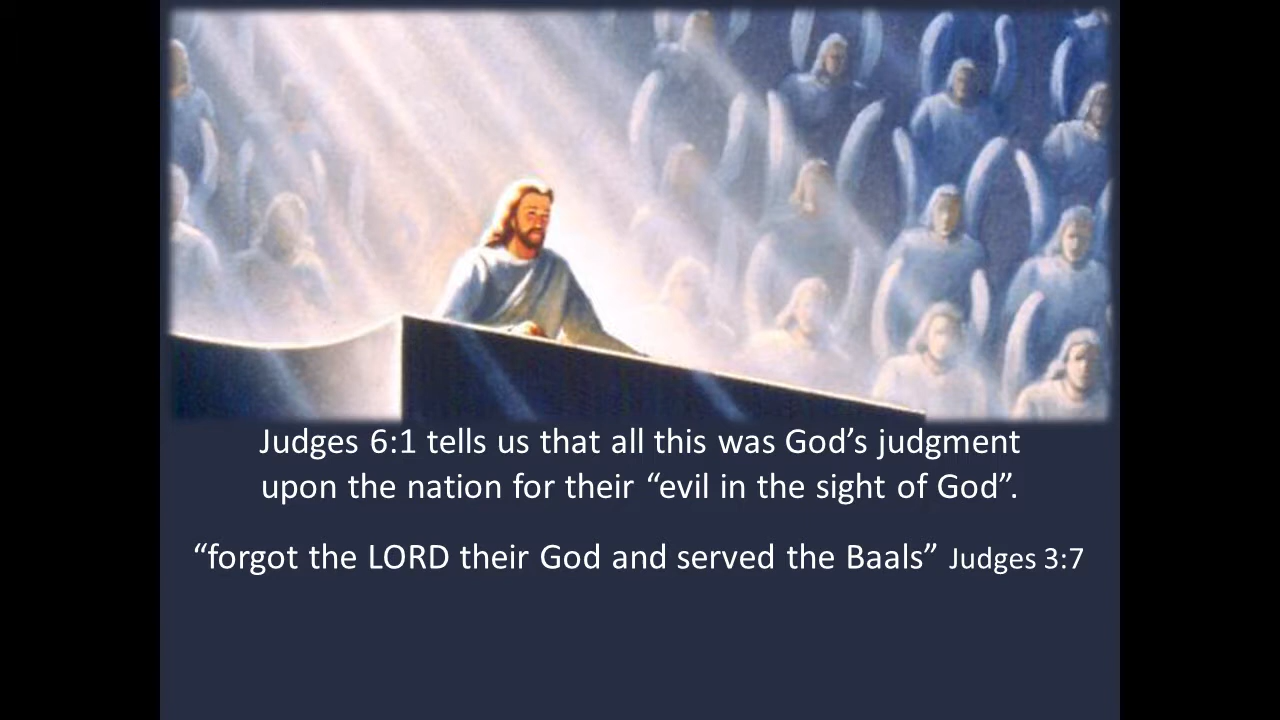 Judges 6:1 tells us that all this was God’s judgment
upon the nation for their “evil in the sight of God”.
“forgot the LORD their God and served the Baals” Judges 3:7